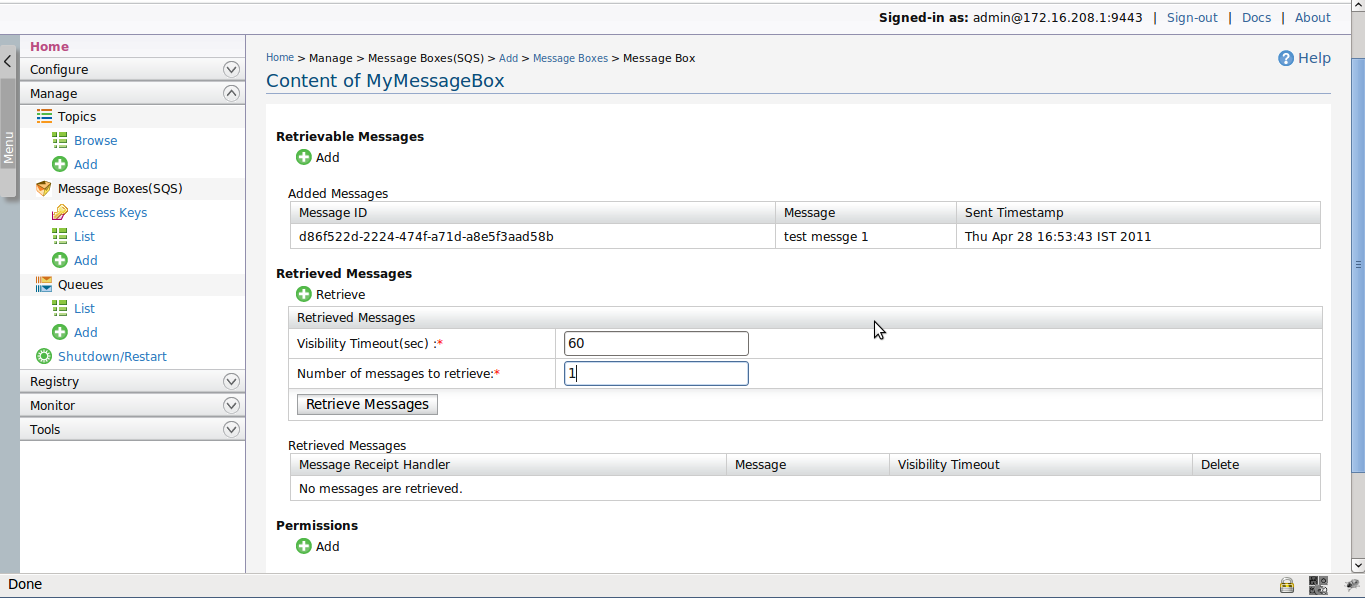 Signed-in as: admin@172.16.208.1:9443 | Sign-out | Docs | About
Home
Configure
Manage
Topics
Browse
Add
Message Boxes(SQS)
Access Keys
List
Add
Queues
List
Add
Shutdown/Restart
Registry
Monitor
Tools
Menu
Home > Manage > Message Boxes(SQS) > Add > Message Boxes > Message Box
Help
Content of MyMessageBox
Retrievable Messages
Add
Added Messages
Message ID Message Sent Timestamp
d86f522d-2224-474f-a71d-a8e5f3aad58b test messge 1 Thu Apr 28 16:53:43 IST 2011
Retrieved Messages
Retrieve
Retrieved Messages
Visibility Timeout(sec) :* 60
Number of messages to retrieve:* 1
Retrieve Messages
Retrieved Messages
Message Receipt Handler Message Visibility Timeout Delete
No messages are retrieved.
Permissions
Add
Done